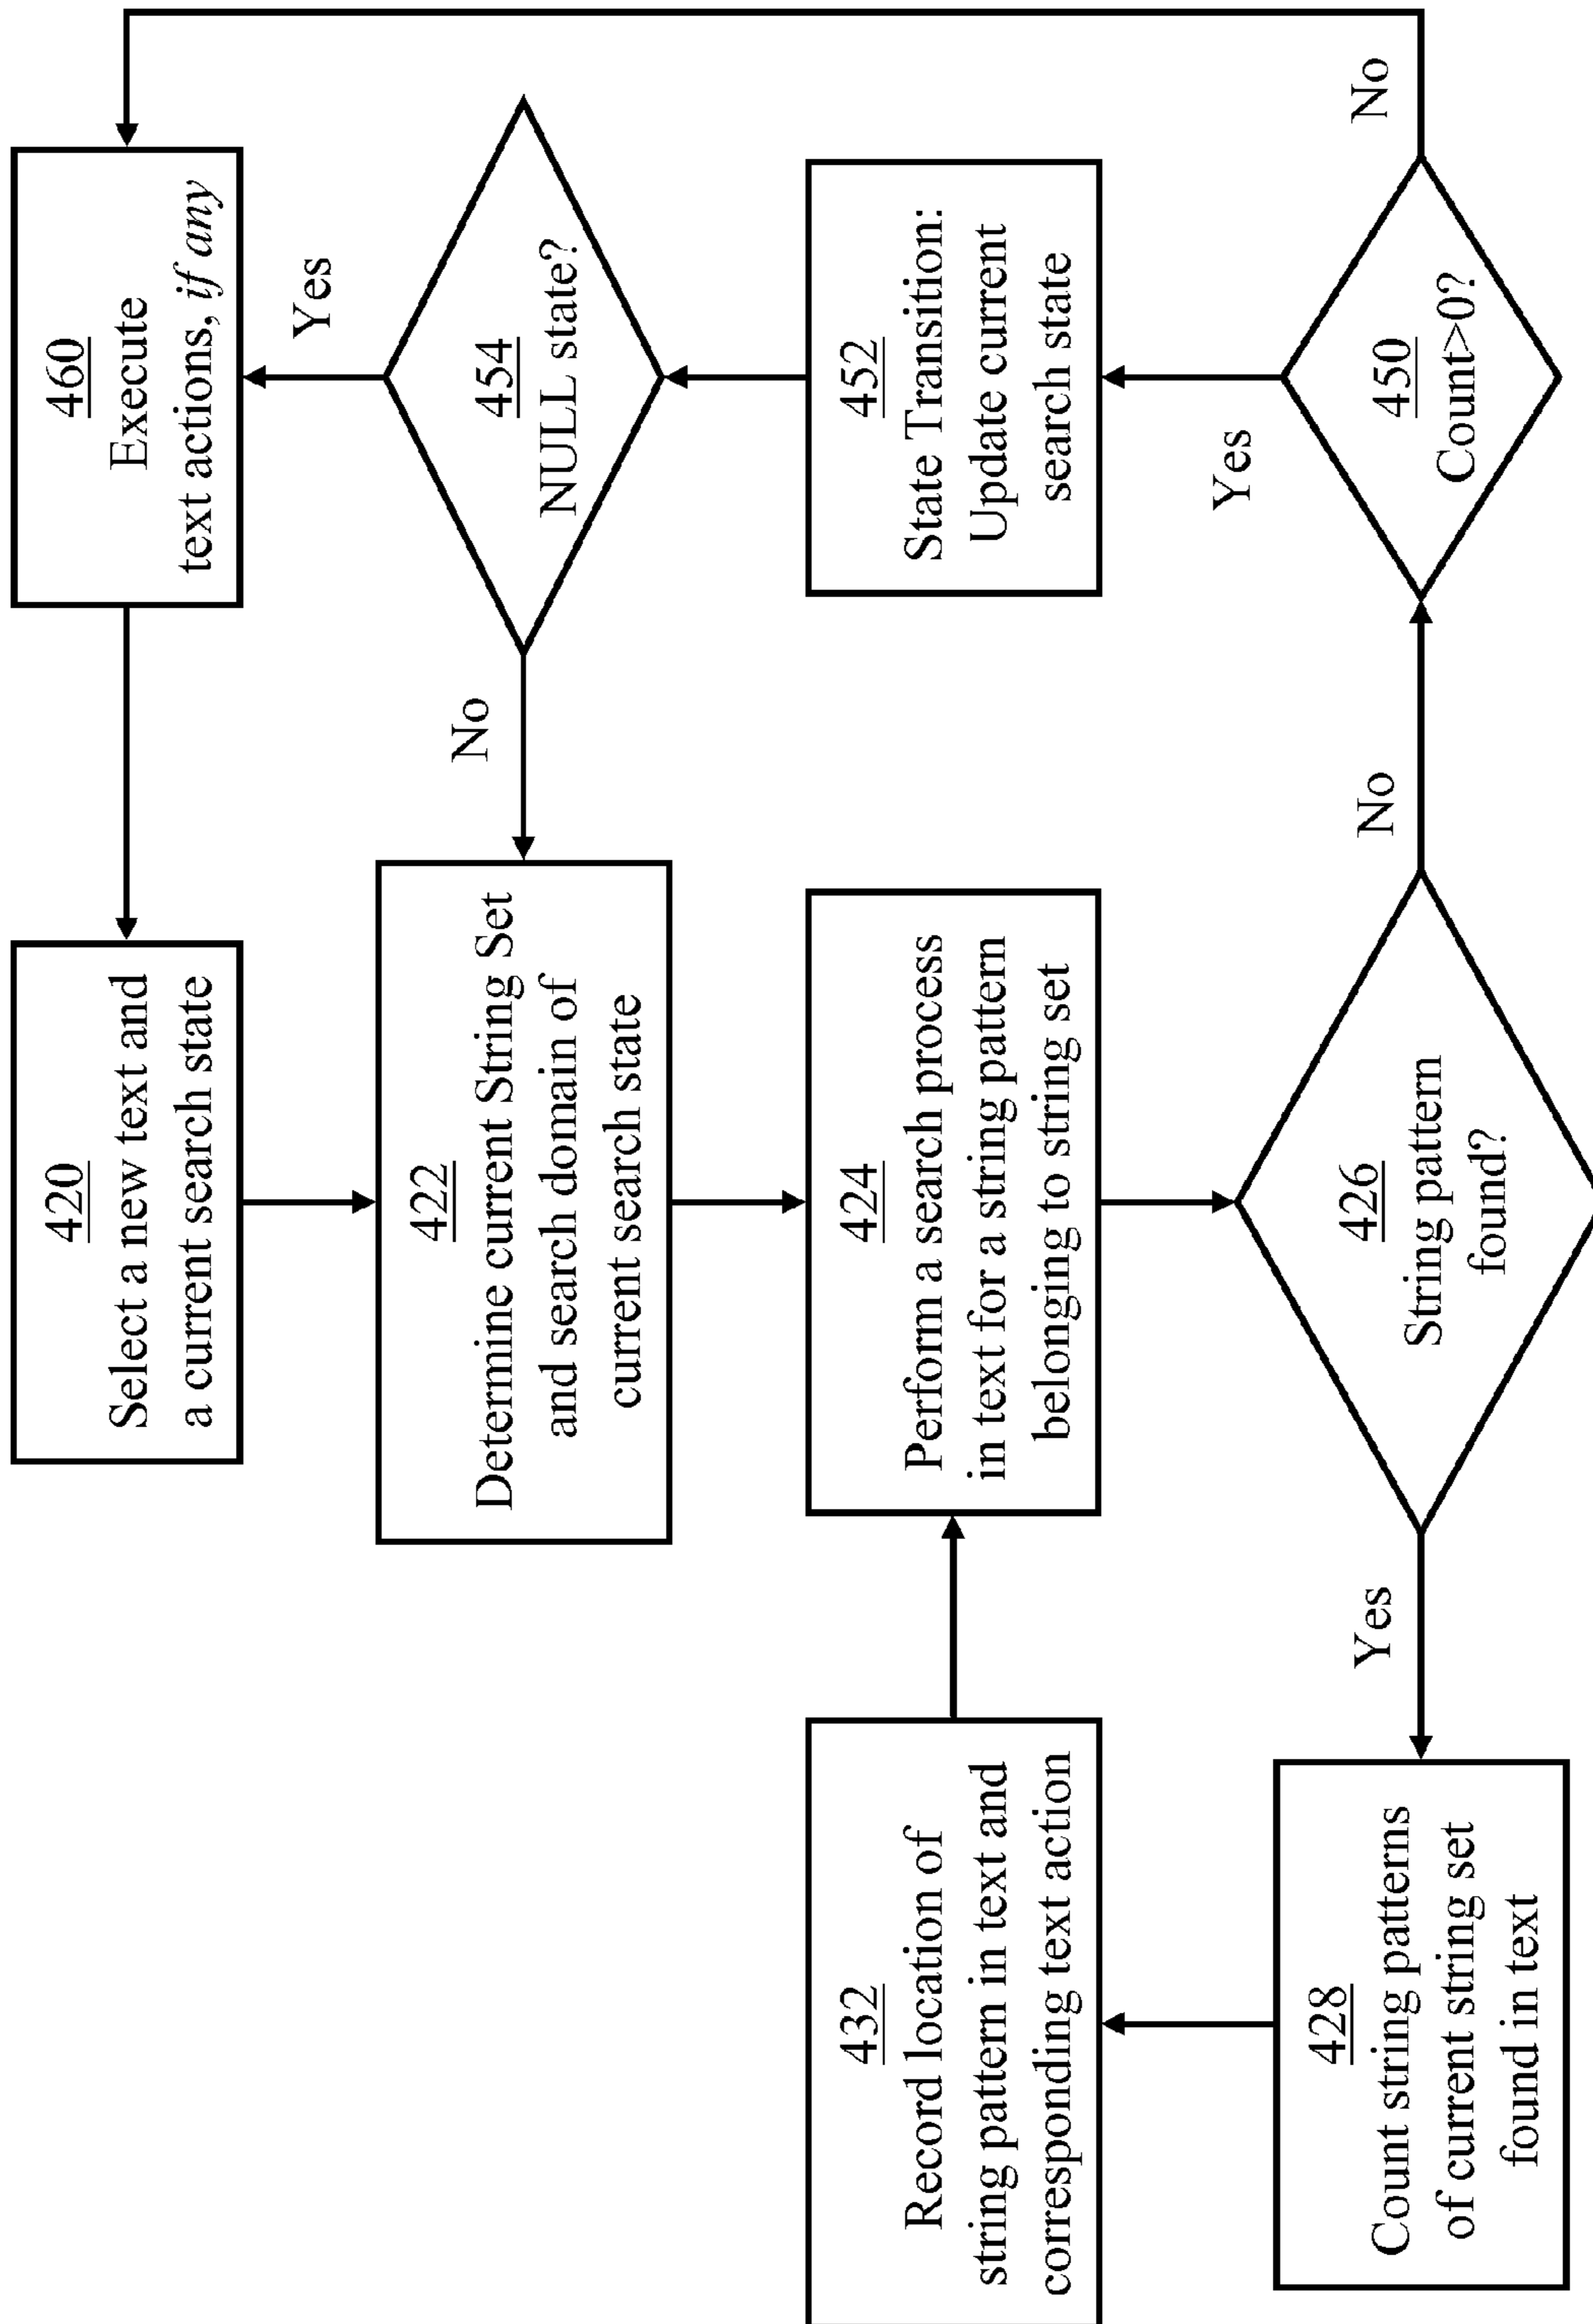 460
Execute
text actions, if any
420
Select a new text and
a current search state
Yes
454
NULL state?
No
422
Determine current String Set
and search domain of
current search state
452
State Transition:
Update current
search state
424
Perform a search process
in text for a string pattern
belonging to string set
432
Record location of
string pattern in text and
corresponding text action
Yes
450
Count>0?
No
No
426
String pattern
found?
Yes
428
Count string patterns
of current string set
found in text